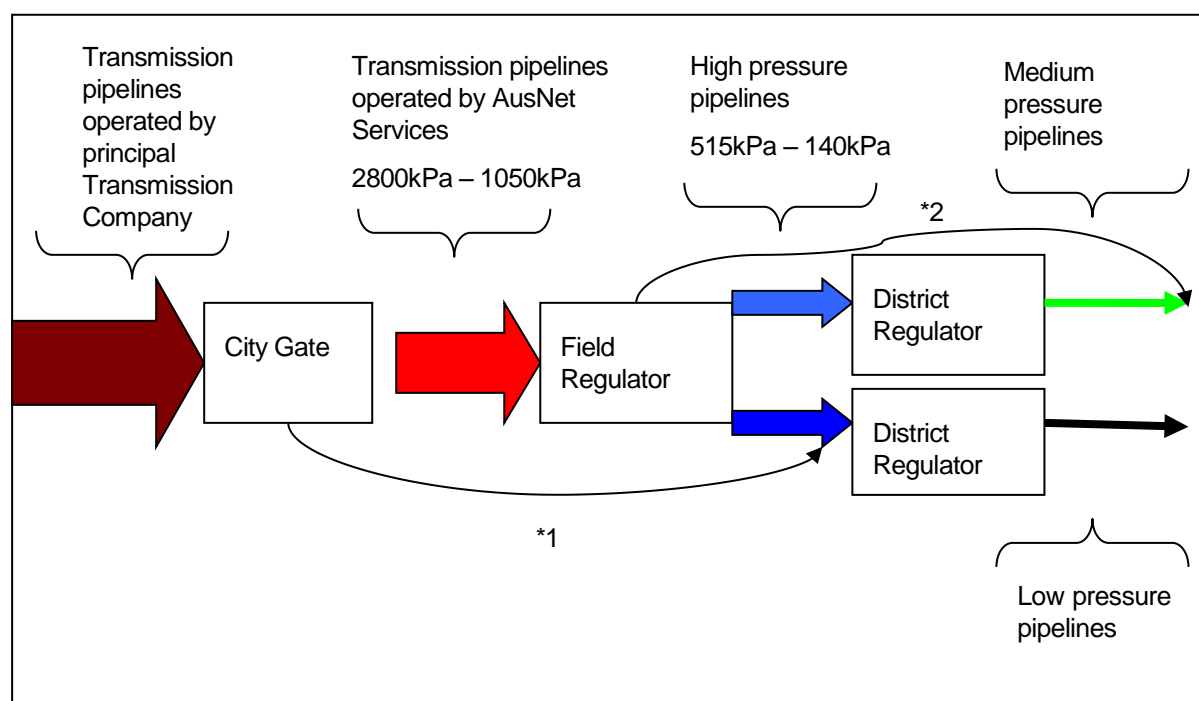 Transmission
pipelines
operated by
principal
Transmission
Company
Transmission pipelines
operated by AusNet
Services
2800kPa – 1050kPa
High pressure
pipelines
515kPa – 140kPa
Medium
pressure
pipelines
*2
City Gate
Field
Regulator
District
Regulator
District
Regulator
*1
Low pressure
pipelines